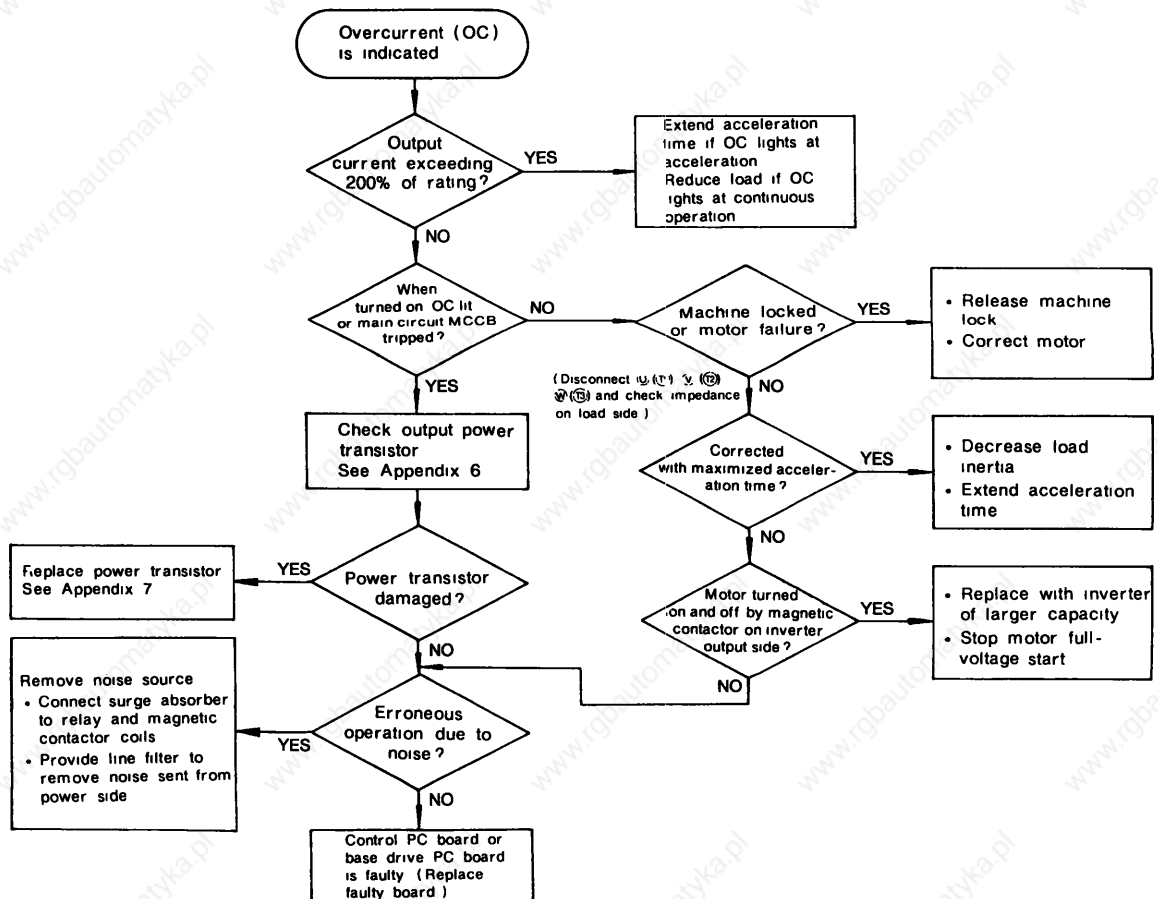 Overcurrent (OC)
is indicated
Output
current exceeding
200% of rating?
YES
Extend acceleration
time if OC lights at
acceleration
Reduce load if OC
lights at continuous
operation
NO
When
turned on OC lit
or main circuit MCCB
tripped?
NO
Machine locked
or motor failure?
YES
• Release machine
lock
• Correct motor
YES
(Disconnect U (T1) V (T2)
W (T3) and check impedance
on load side)
NO
Check output power
transistor
See Appendix 6
Corrected
with maximized acceler-
ation time?
YES
• Decrease load
inertia
• Extend acceleration
time
NO
Replace power transistor
See Appendix 7
YES
Power transistor
damaged?
Motor turned
on and off by magnetic
contactor on inverter
output side?
YES
• Replace with inverter
of larger capacity
• Stop motor full-
voltage start
NO
NO
Remove noise source
• Connect surge absorber
to relay and magnetic
contactor coils
• Provide line filter to
remove noise sent from
power side
YES
Erroneous
operation due to
noise?
NO
Control PC board or
base drive PC board
is faulty (Replace
faulty board)
www.rgbautomatyka.pl